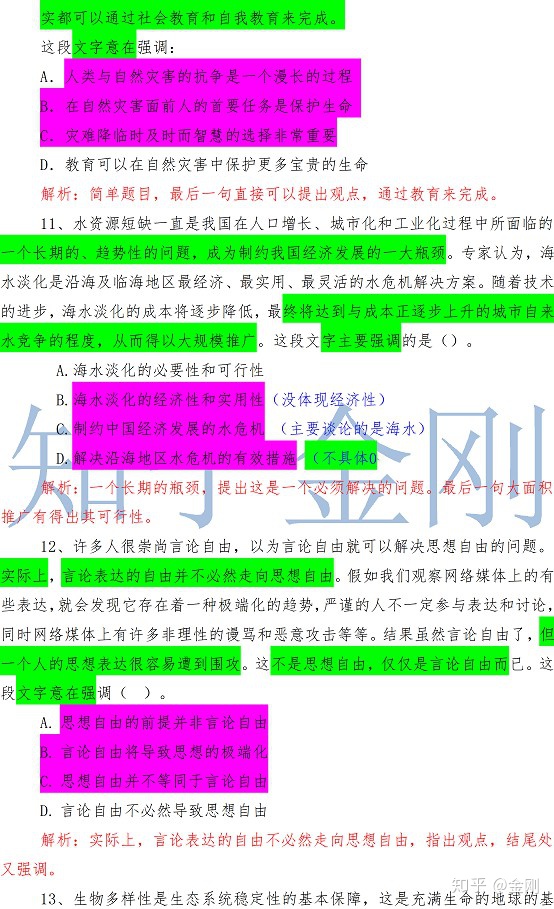 实都可以通过社会教育和自我教育来完成。
这段文字意在强调:
A. 人类与自然灾害的抗争是一个漫长的过程
B. 在自然灾害面前人的首要任务是保护生命
C. 灾难降临时及时而智慧的选择非常重要
D. 教育可以在自然灾害中保护更多宝贵的生命
解析: 简单题目,最后一句直接可以提出观点,通过教育来完成。
11、水资源短缺一直是我国在人口增长、城市化和工业化过程中所面临的
一个长期的、趋势性的问题,成为制约我国经济发展的一大瓶颈。专家认为,海
水淡化是沿海及临海地区最经济、最实用、最灵活的水危机解决方案。随着技术
的进步,海水淡化的成本将逐步降低,最终将达到与成本正逐步上升的城市自来
水竞争的程度,从而得以大规模推广。这段文字主要强调的是()。
A.海水淡化的必要性和可行性
B.海水淡化的经济性和实用性(没体现经济性)
C.制约中国经济发展的水危机 (主要谈论的是海水)
D.解决沿海地区水危机的有效措施 (不具体0
解析: 一个长期的瓶颈,提出这是一个必须解决的问题。最后一句大面积
推广有得出其可行性。
12、许多人很崇尚言论自由,以为言论自由就可以解决思想自由的问题。
实际上,言论表达的自由并不必然走向思想自由。假如我们观察网络媒体上的有
些表达,就会发现它存在着一种极端化的趋势,严谨的人不一定参与表达和讨论,
同时网络煤体上有许多非理性的谩骂和恶意攻击等等。结果虽然言论自由了,但
一个人的思想表达很容易遭到围攻。这不是思想自由,仅仅是言论自由而已。这
段文字意在强调( )。
A. 思想自由的前提并非言论自由
B. 言论自由将导致思想的极端化
C. 思想自由并不等同于言论自由
D. 言论自由不必然导致思想自由
解析: 实际上,言论表达的自由不必然走向思想自由,指出观点,结尾处
又强调。
13、生物多样性是生态系统稳定性的基本保障,这是充满生命的地球的基
知乎 @金刚